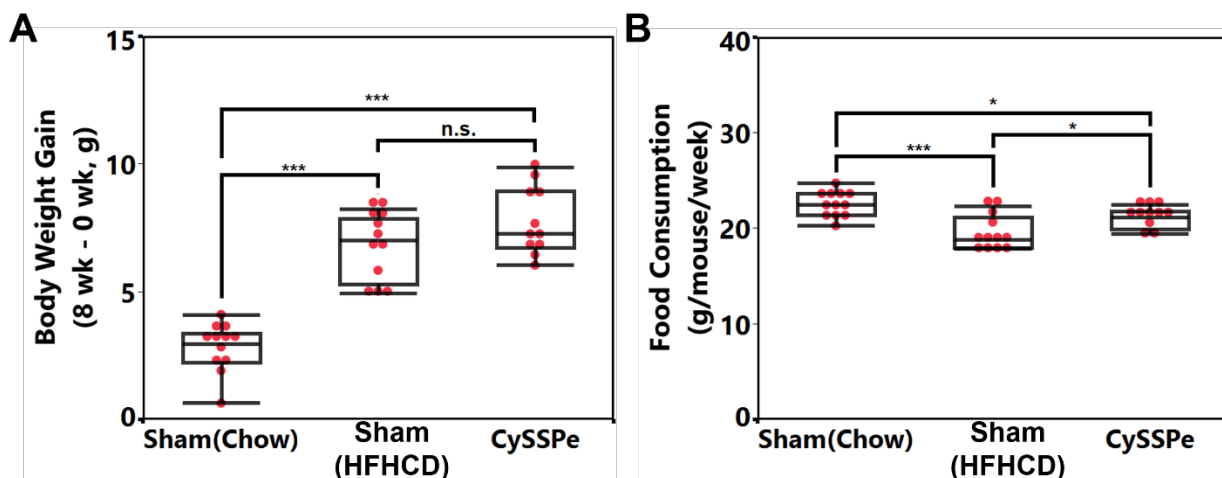 A
Body Weight Gain
(8 wk - 0 wk, g)
15
10
5
0
***
n.s.
***
Sham(Chow)
Sham
(HFHCD)
CySSPe
B
Food Consumption
(g/mouse/week)
40
30
20
10
0
*
*
***
Sham(Chow)
Sham
(HFHCD)
CySSPe